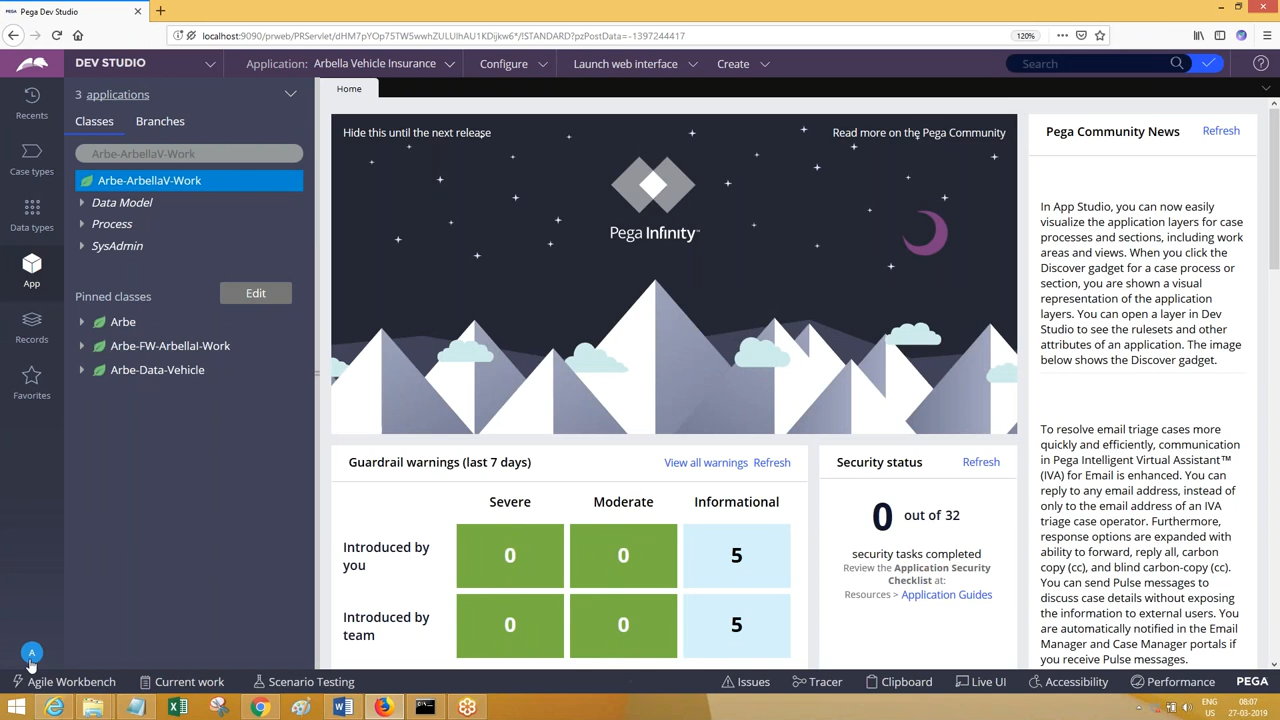 Pega Dev Studio
localhost:9090/prweb/PRServlet/dHM7pYOp75TW5wwhZULUlhAU1KDijkw6*/!STANDARD?pzPostData=-1397244417
120%
DEV STUDIO
Application: Arbella Vehicle Insurance
Configure
Launch web interface
Create
Search
Recents
Case types
Data types
App
Records
Favorites
A
3 applications
Classes
Branches
Arbe-ArbellaV-Work
Arbe-ArbellaV-Work
Data Model
Process
SysAdmin
Pinned classes
Edit
Arbe
Arbe-FW-ArbellaI-Work
Arbe-Data-Vehicle
Home
Hide this until the next release
Read more on the Pega Community
Pega Infinity™
Guardrail warnings (last 7 days)
View all warnings
Refresh
Severe
Moderate
Informational
Introduced by
you
0
0
5
Introduced by
team
0
0
5
Security status
Refresh
0 out of 32
security tasks completed
Review the Application Security
Checklist at:
Resources > Application Guides
Pega Community News
Refresh
In App Studio, you can now easily
visualize the application layers for case
processes and sections, including work
areas and views. When you click the
Discover gadget for a case process or
section, you are shown a visual
representation of the application
layers. You can open a layer in Dev
Studio to see the rulesets and other
attributes of an application. The image
below shows the Discover gadget.
To resolve email triage cases more
quickly and efficiently, communication
in Pega Intelligent Virtual Assistant™
(IVA) for Email is enhanced. You can
reply to any email address, instead of
only to the email address of an IVA
triage case operator. Furthermore,
response options are expanded with
ability to forward, reply all, carbon
copy (cc), and blind carbon-copy (cc).
You can send Pulse messages to
discuss case details without exposing
the information to external users. You
are automatically notified in the Email
Manager and Case Manager portals if
you receive Pulse messages.
Agile Workbench
Current work
Scenario Testing
Issues
Tracer
Clipboard
Live UI
Accessibility
Performance
PEGA
ENG
US
08:07
27-03-2019